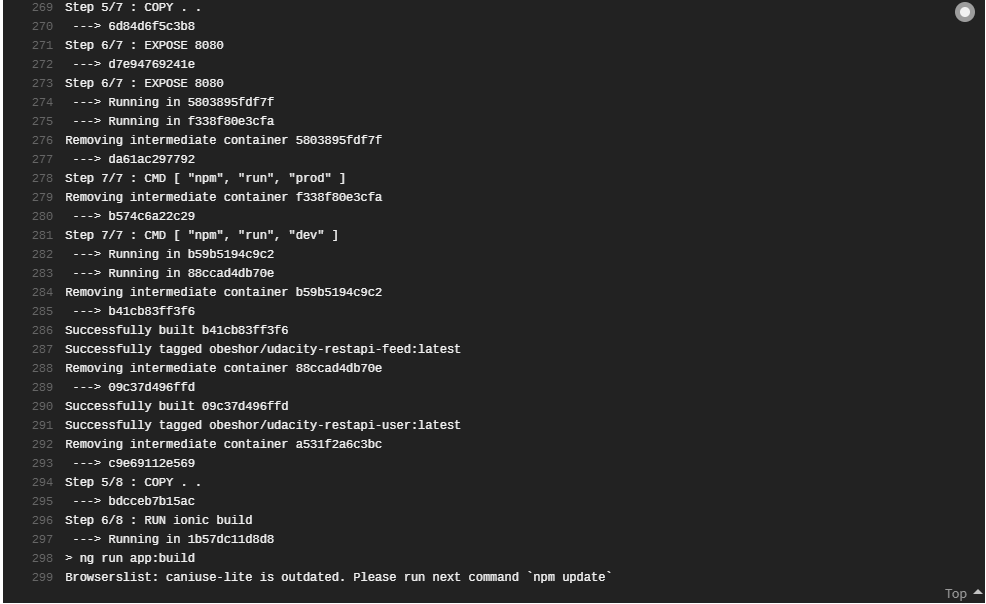 269 Step 5/7 : COPY . .
270 ---> 6d84d6f5c3b8
271 Step 6/7 : EXPOSE 8080
272 ---> d7e94769241e
273 Step 6/7 : EXPOSE 8080
274 ---> Running in 5803895fdf7f
275 ---> Running in f338f80e3cfa
276 Removing intermediate container 5803895fdf7f
277 ---> da61ac297792
278 Step 7/7 : CMD [ "npm", "run", "prod" ]
279 Removing intermediate container f338f80e3cfa
280 ---> b574c6a22c29
281 Step 7/7 : CMD [ "npm", "run", "dev" ]
282 ---> Running in b59b5194c9c2
283 ---> Running in 88ccad4db70e
284 Removing intermediate container b59b5194c9c2
285 ---> b41cb83ff3f6
286 Successfully built b41cb83ff3f6
287 Successfully tagged obeshor/udacity-restapi-feed:latest
288 Removing intermediate container 88ccad4db70e
289 ---> 09c37d496ffd
290 Successfully built 09c37d496ffd
291 Successfully tagged obeshor/udacity-restapi-user:latest
292 Removing intermediate container a531f2a6c3bc
293 ---> c9e69112e569
294 Step 5/8 : COPY . .
295 ---> bdcceb7b15ac
296 Step 6/8 : RUN ionic build
297 ---> Running in 1b57dc11d8d8
298 > ng run app:build
299 Browserslist: caniuse-lite is outdated. Please run next command `npm update`
Top